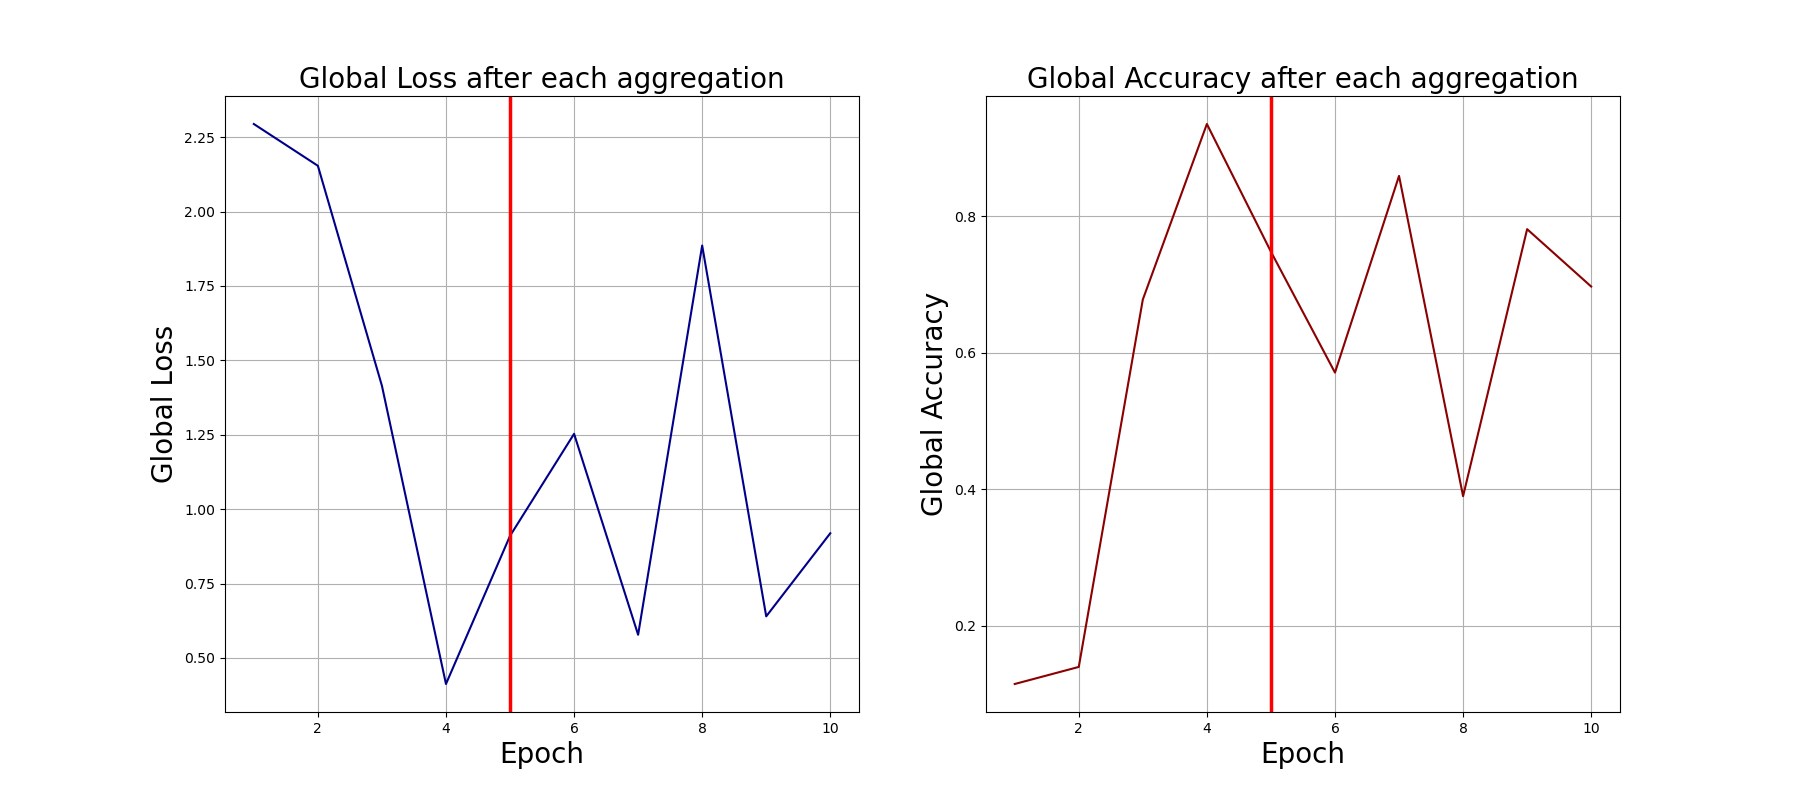 Global Loss after each aggregation
Global Loss
2.25
2.00
1.75
1.50
1.25
1.00
0.75
0.50
2 4 6 8 10
Epoch
Global Accuracy after each aggregation
Global Accuracy
0.8
0.6
0.4
0.2
2 4 6 8 10
Epoch